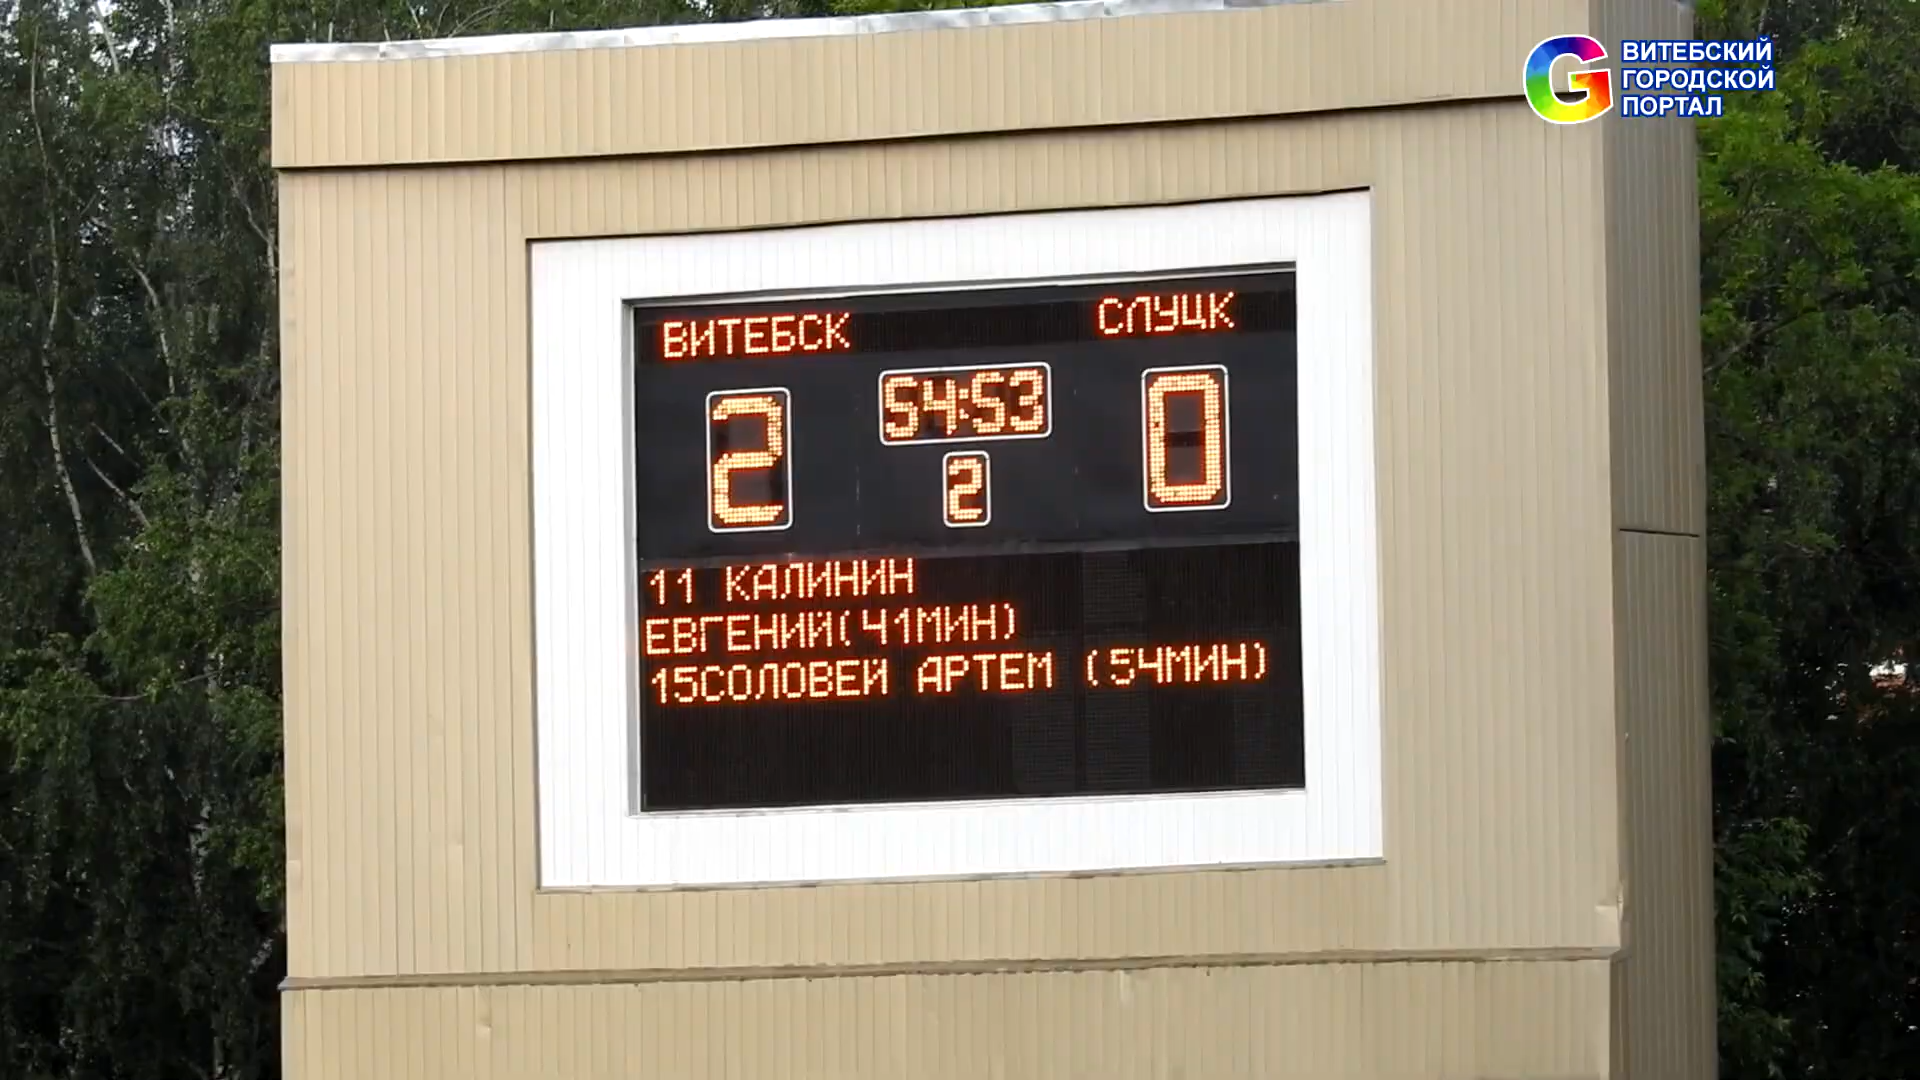 ВИТЕБСКИЙ
ГОРОДСКОЙ
ПОРТАЛ
ВИТЕБСК СЛУЦК
2 54:53 0
2
11 КАЛИНИН
ЕВГЕНИЙ(41МИН)
15СОЛОВЕЙ АРТЕМ (54МИН)